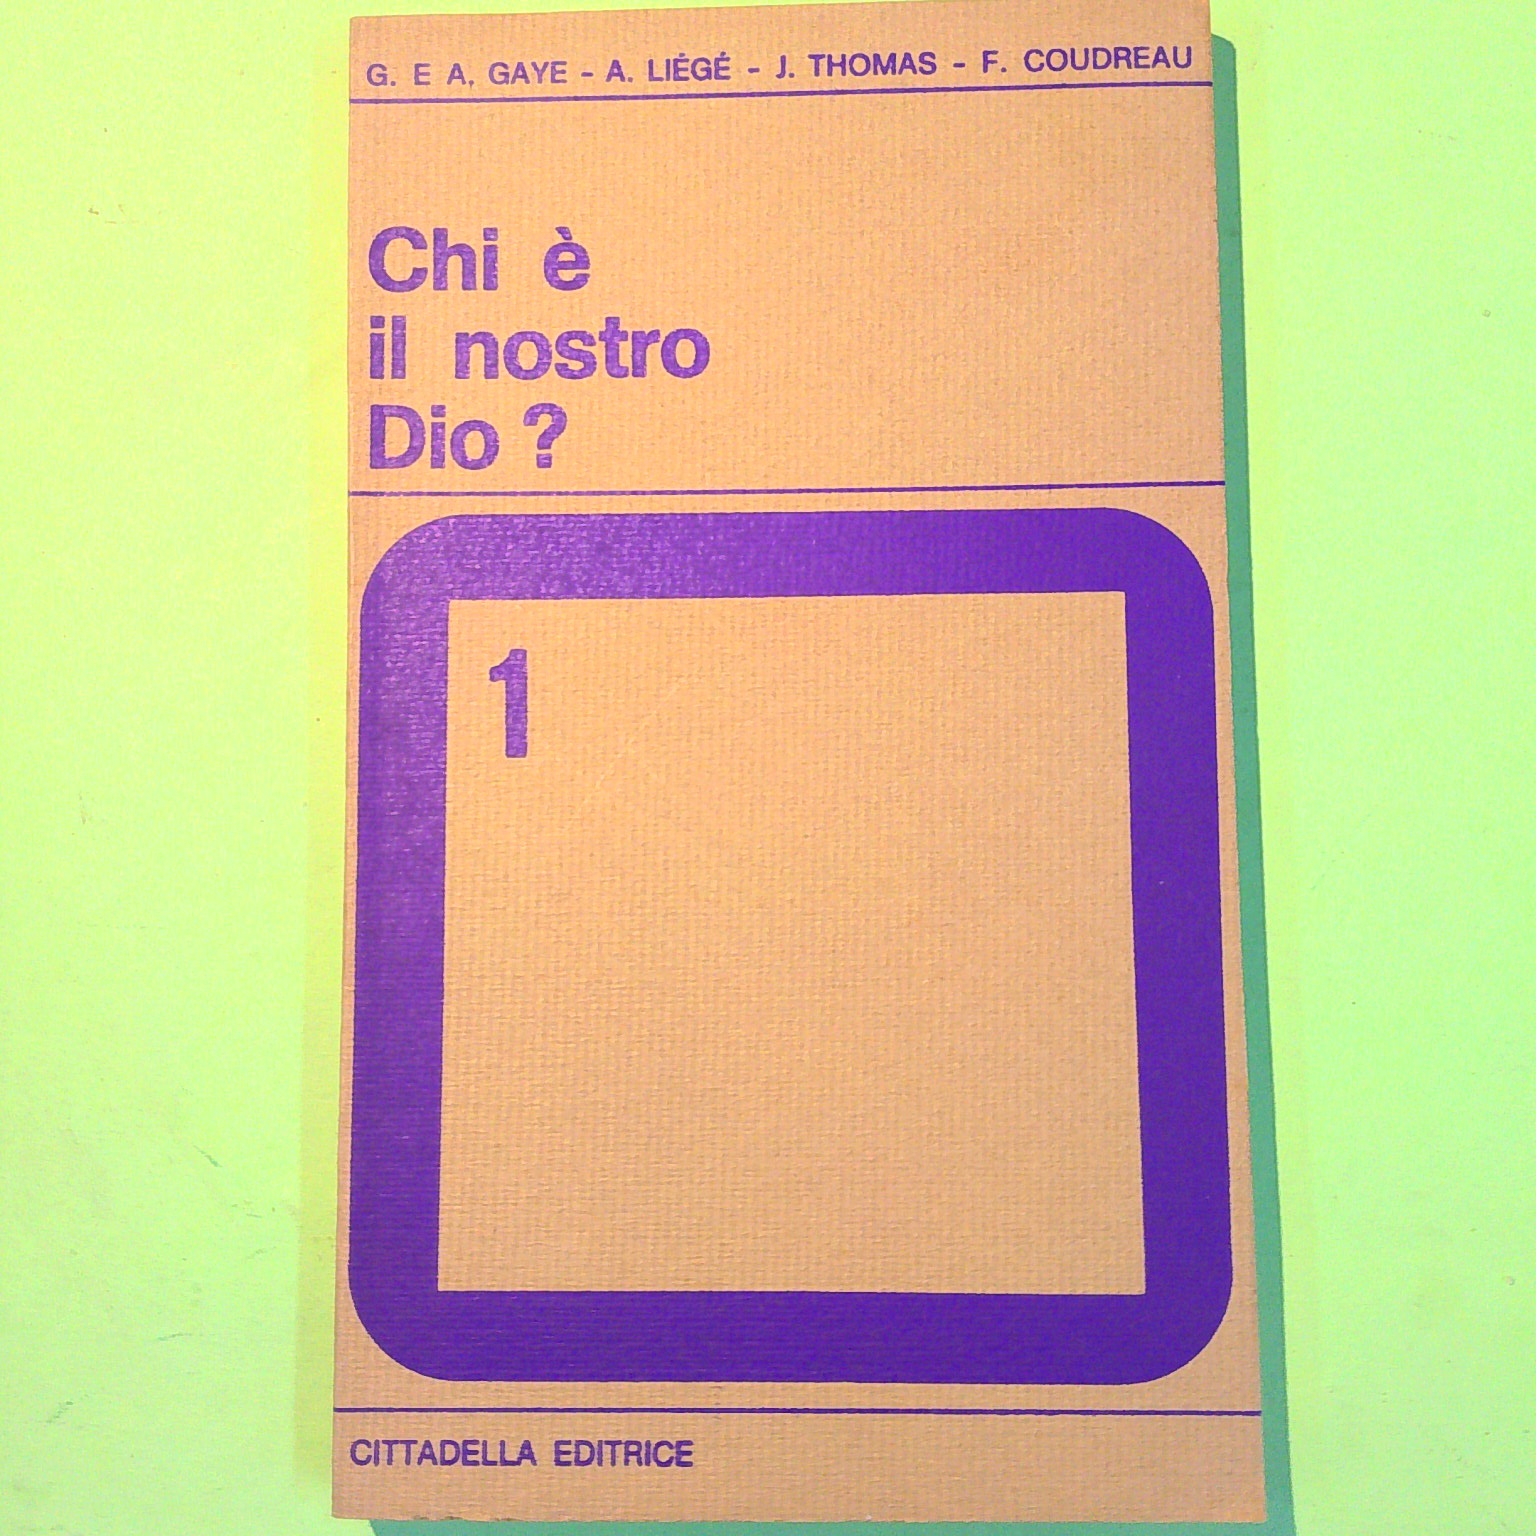 G. E A. GAYE - A. LIÉGÉ - J. THOMAS - F. COUDREAU
Chi è
il nostro
Dio ?
1
CITTADELLA EDITRICE